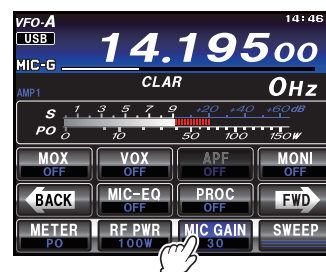 VFO-A 14:46
USB
14.19500
MIC-G
CLAR 0Hz
AMP1
S 1 3 5 7 9 +20 +40 +60dB
PO 0 10 50 100 150W
MOX VOX APF MONI
OFF OFF OFF OFF
BACK MIC-EQ PROC FWD
OFF OFF
METER RF PWR MIC GAIN SWEEP
PO 100W 30